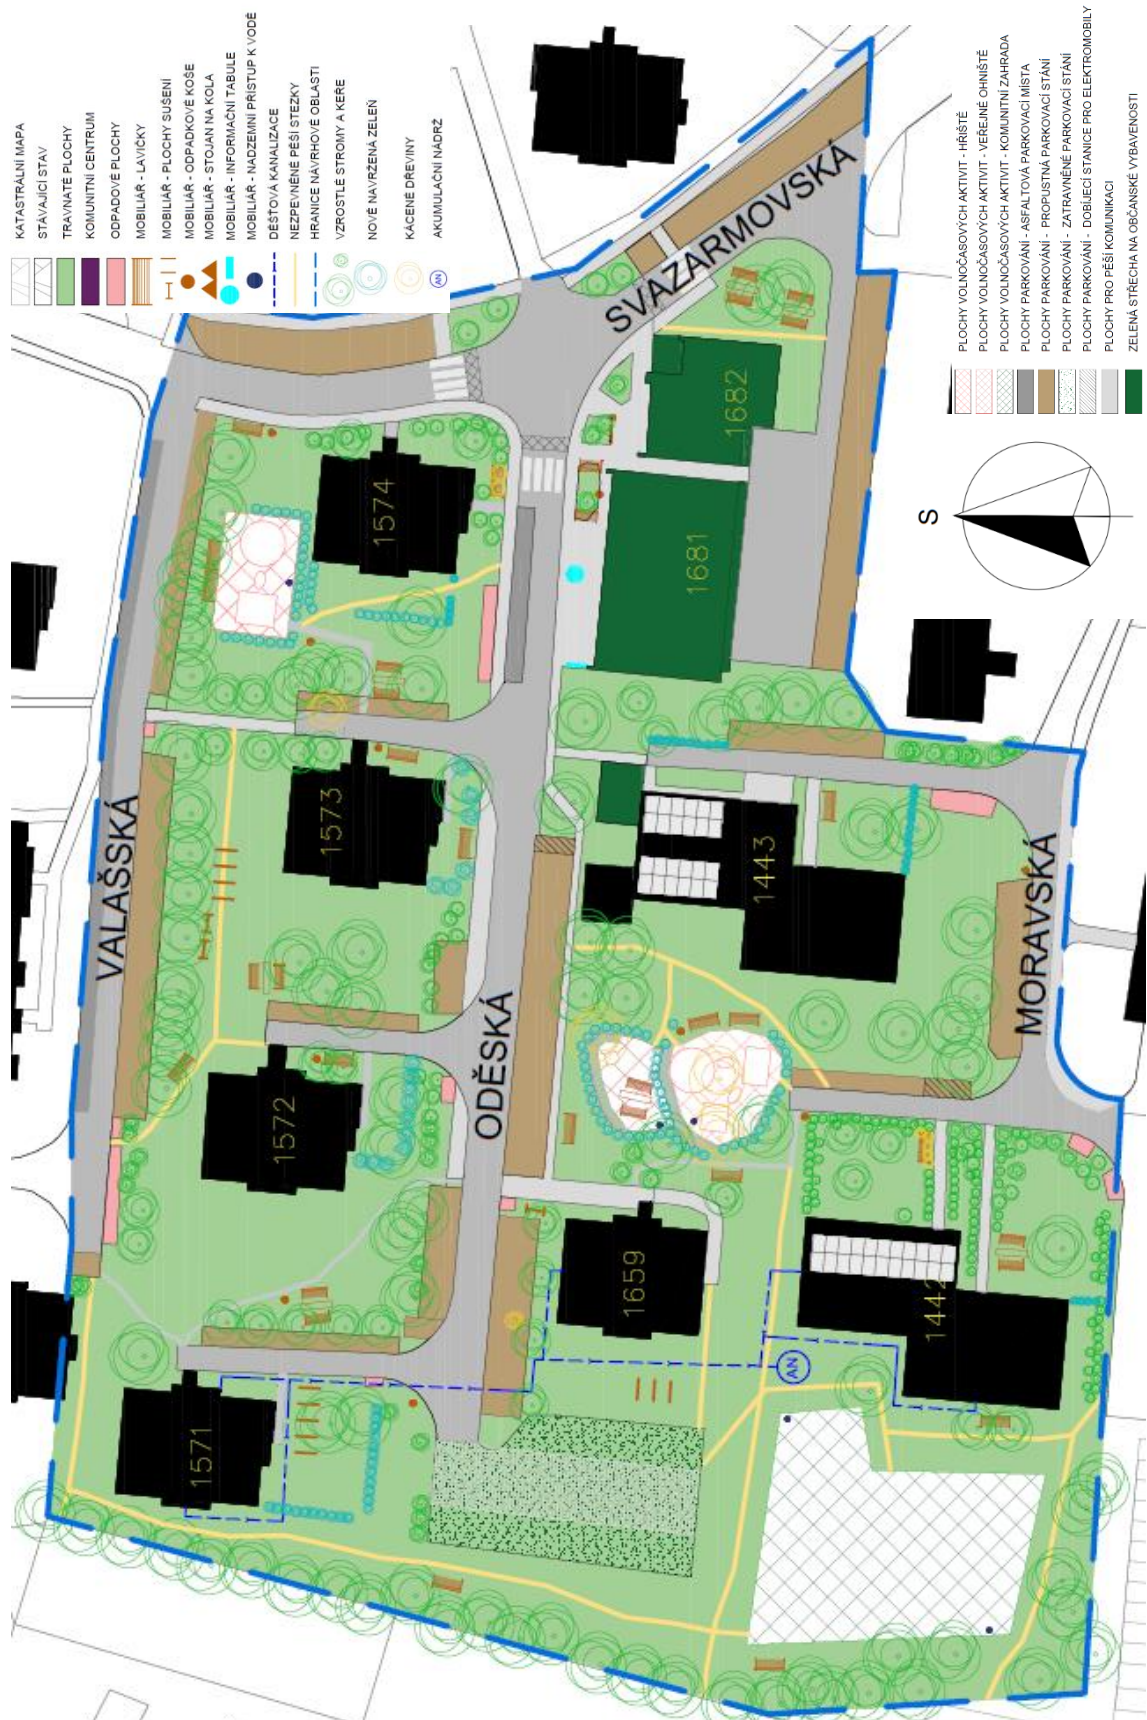 KATASTRÁLNÍ MAPA
STÁVAJÍCÍ STAV
TRAVNATÉ PLOCHY
KOMUNITNÍ CENTRUM
ODPADOVÉ PLOCHY
MOBILIÁŘ - LAVIČKY
MOBILIÁŘ - PLOCHY SUŠENÍ
MOBILIÁŘ - ODPADKOVÉ KOŠE
MOBILIÁŘ - STOJAN NA KOLA
MOBILIÁŘ - INFORMAČNÍ TABULE
MOBILIÁŘ - NADZEMNÍ PŘÍSTUP K VODĚ
DEŠŤOVÁ KANALIZACE
NEZPEVNĚNÉ PĚŠÍ STEZKY
HRANICE NÁVRHOVÉ OBLASTI
VZROSTLÉ STROMY A KEŘE
NOVĚ NAVRŽENÁ ZELEŇ
KÁCENÉ DŘEVINY
AN
AKUMULAČNÍ NÁDRŽ
PLOCHY VOLNOČASOVÝCH AKTIVIT - HŘIŠTĚ
PLOCHY VOLNOČASOVÝCH AKTIVIT - VEŘEJNÉ OHNIŠTĚ
PLOCHY VOLNOČASOVÝCH AKTIVIT - KOMUNITNÍ ZAHRADA
PLOCHY PARKOVÁNÍ - ASFALTOVÁ PARKOVACÍ MÍSTA
PLOCHY PARKOVÁNÍ - PROPUSTNÁ PARKOVACÍ STÁNÍ
PLOCHY PARKOVÁNÍ - ZATRAVNĚNÉ PARKOVACÍ STÁNÍ
PLOCHY PARKOVÁNÍ - DOBÍJECÍ STANICE PRO ELEKTROMOBILY
PLOCHY PRO PĚŠÍ KOMUNIKACI
ZELENÁ STŘECHA NA OBČANSKÉ VYBAVENOSTI
S
SVAZARMOVSKÁ
VALAŠSKÁ
ODĚSKÁ
MORAVSKÁ
1574
1682
1681
1573
1443
1572
1659
1442
1571
AN